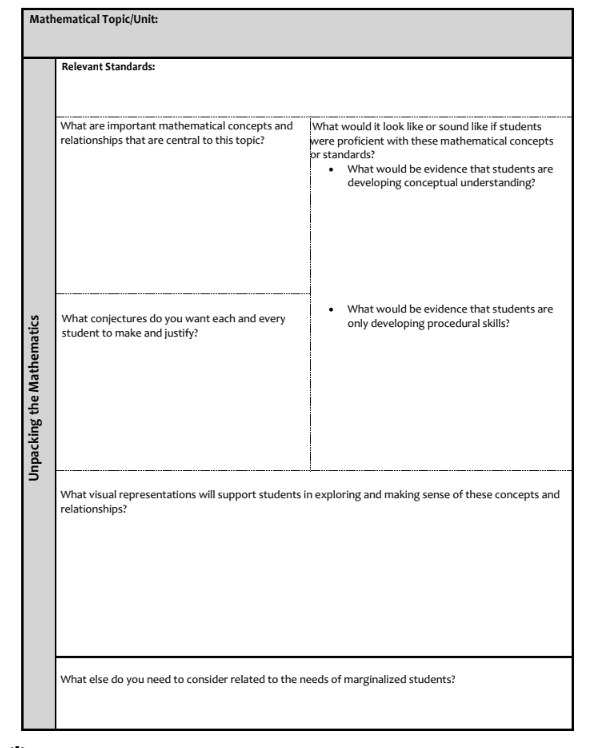 Mathematical Topic/Unit:
Relevant Standards:
What are important mathematical concepts and
relationships that are central to this topic?
What would it look like or sound like if students
were proficient with these mathematical concepts
or standards?
• What would be evidence that students are
developing conceptual understanding?
• What would be evidence that students are
only developing procedural skills?
What conjectures do you want each and every
student to make and justify?
Unpacking the Mathematics
What visual representations will support students in exploring and making sense of these concepts and
relationships?
What else do you need to consider related to the needs of marginalized students?